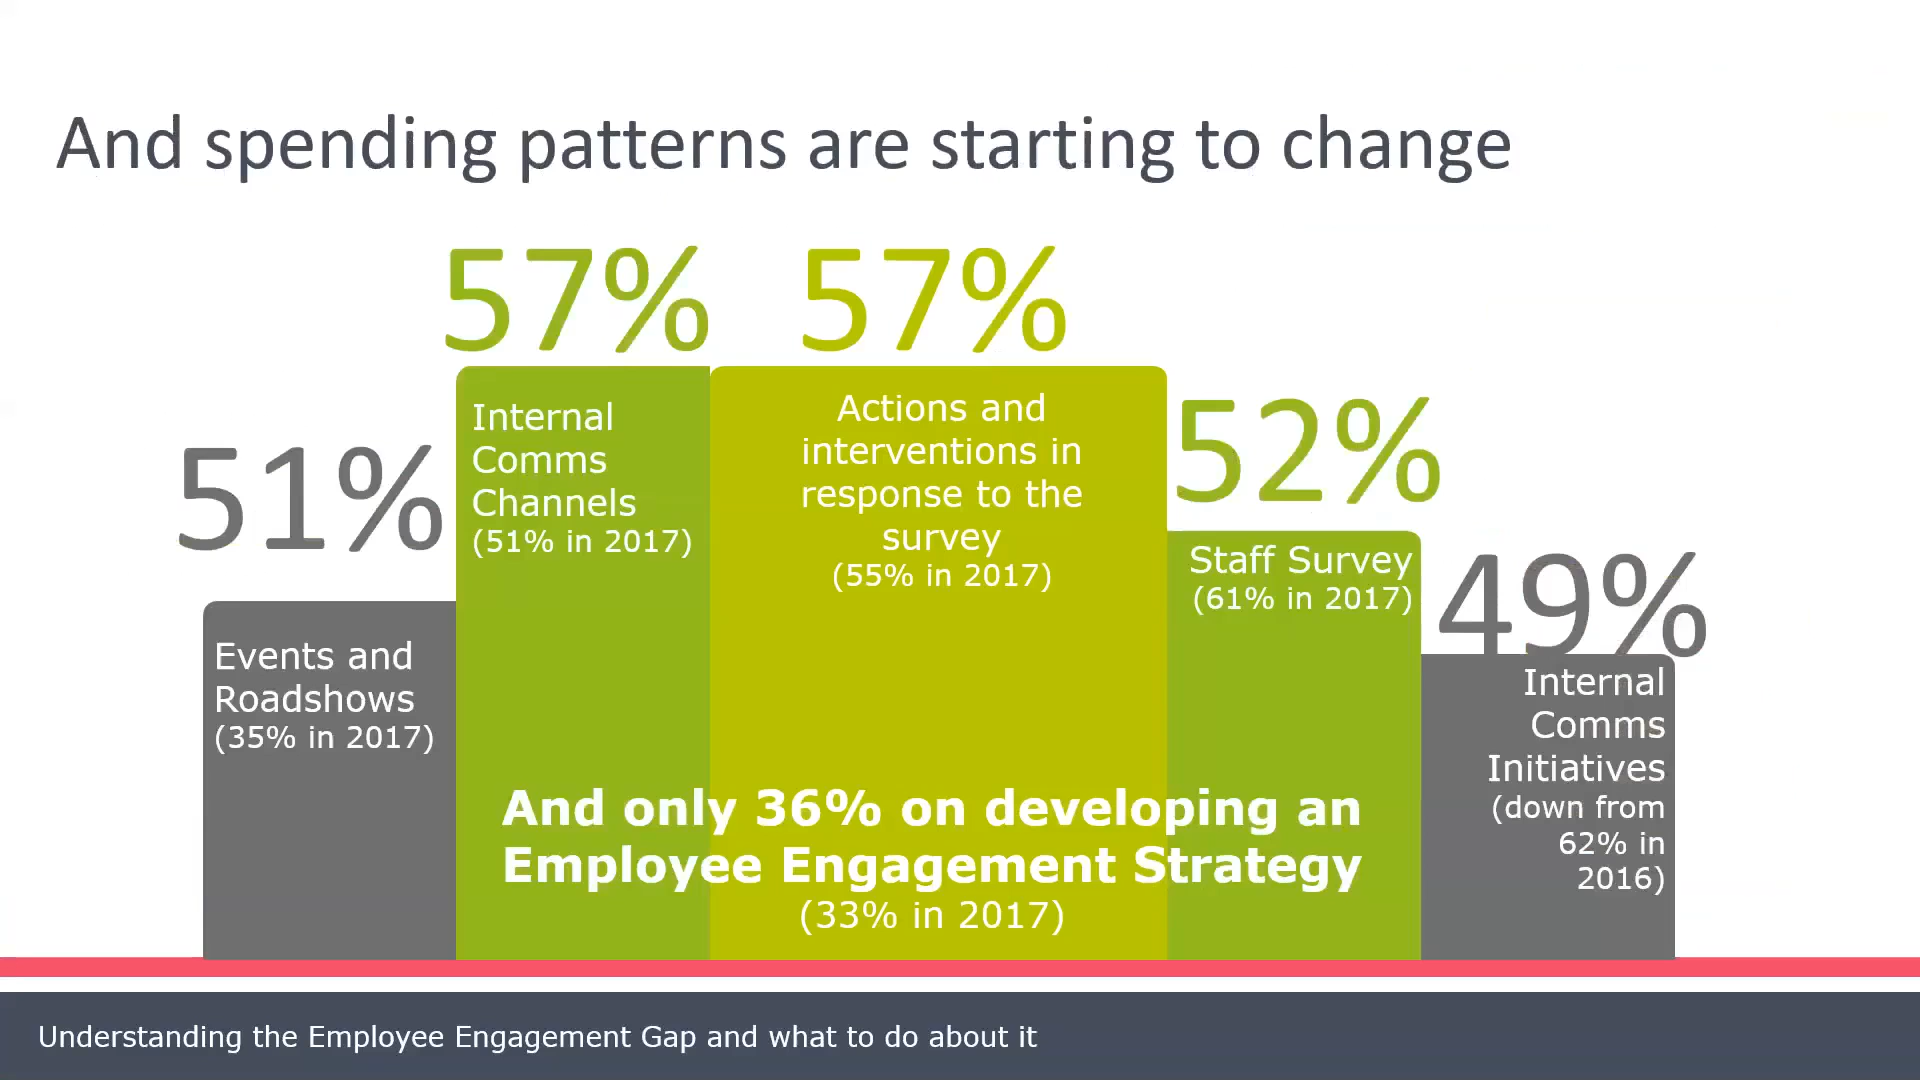 And spending patterns are starting to change
51%
Events and
Roadshows
(35% in 2017)
57%
Internal
Comms
Channels
(51% in 2017)
57%
Actions and
interventions in
response to the
survey
(55% in 2017)
52%
Staff Survey
(61% in 2017)
49%
Internal
Comms
Initiatives
(down from
62% in
2016)
And only 36% on developing an
Employee Engagement Strategy
(33% in 2017)
Understanding the Employee Engagement Gap and what to do about it